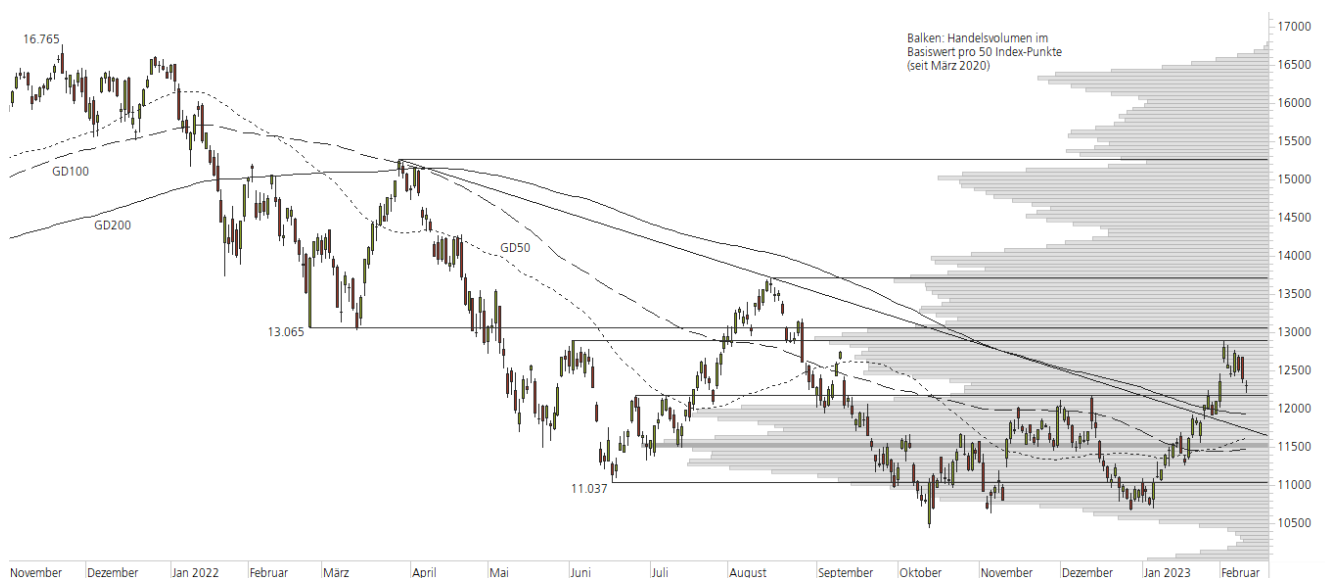 16.765
Balken: Handelsvolumen im
Basiswert pro 50 Index-Punkte
(seit März 2020)
17000
16500
16000
15500
15000
14500
14000
13500
13000
12500
12000
11500
11000
10500
GD100
GD200
GD50
13.065
11.037
November Dezember Jan 2022 Februar März April Mai Juni Juli August September Oktober November Dezember Jan 2023 Februar